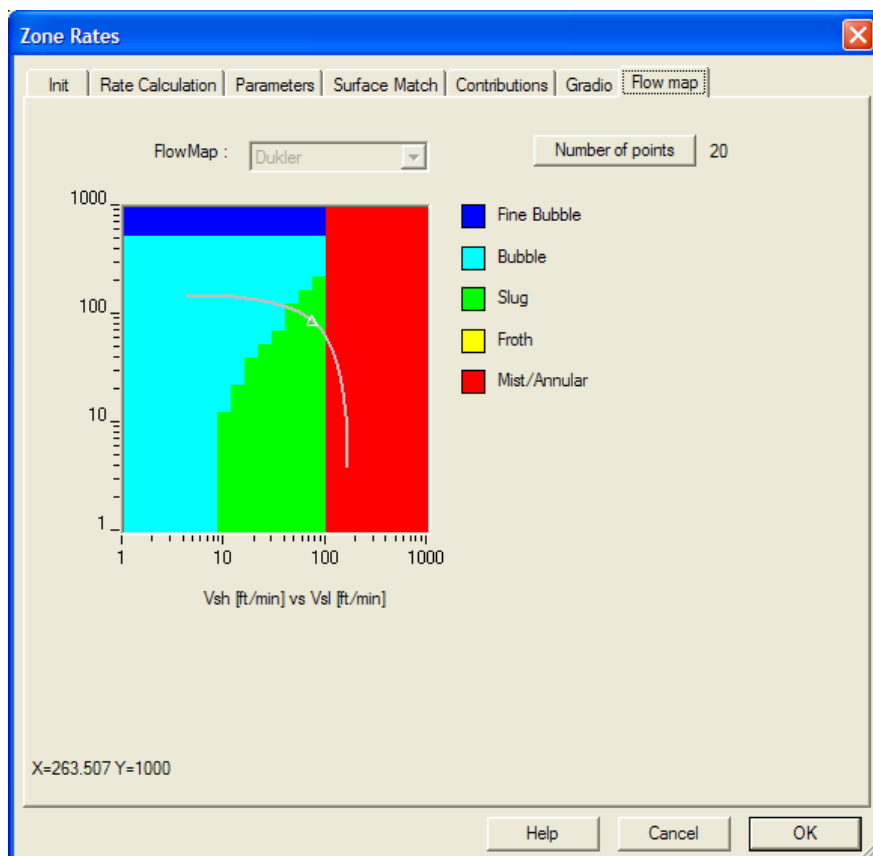 Zone Rates
Init Rate Calculation Parameters Surface Match Contributions Gradio Flow map
FlowMap : Dukler Number of points 20
1000
100
10
1
1 10 100 1000
Vsh [ft/min] vs Vsl [ft/min]
Fine Bubble
Bubble
Slug
Froth
Mist/Annular
X=263.507 Y=1000
Help Cancel OK